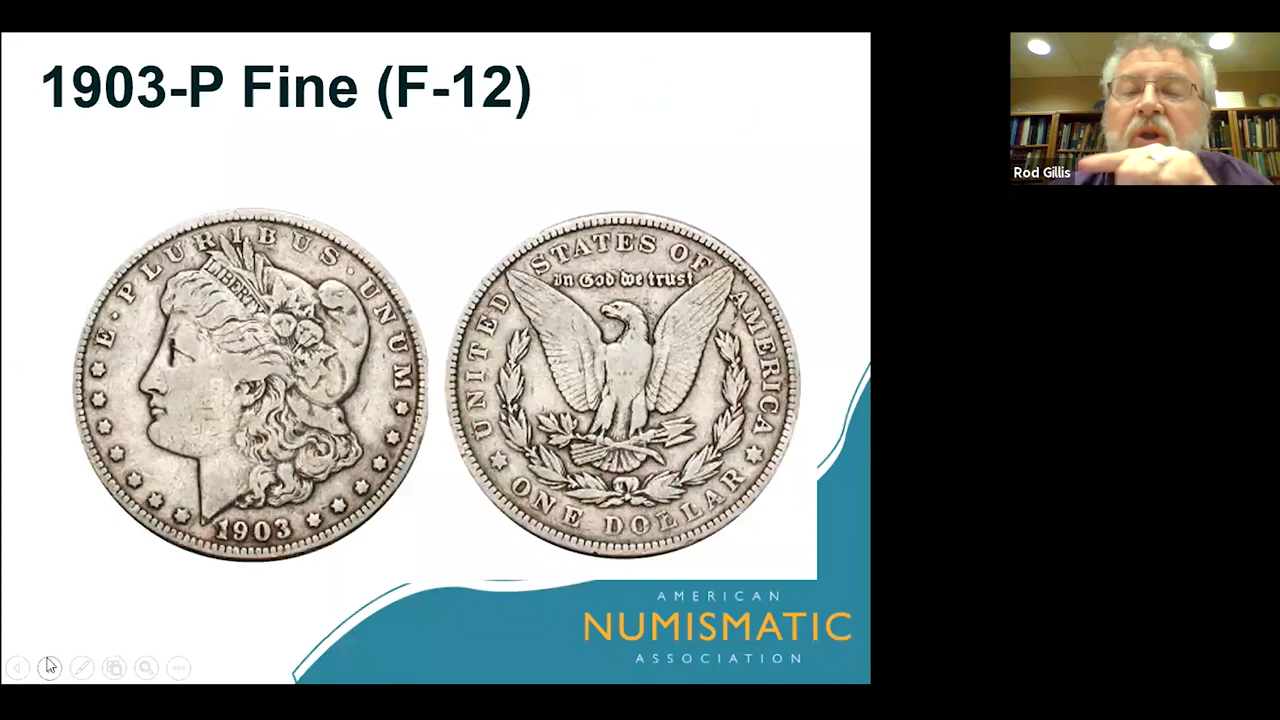 1903-P Fine (F-12)
Rod Gillis
E · PLURIBUS · UNUM
LIBERTY
1903
UNITED STATES OF AMERICA
In God we trust
ONE DOLLAR
AMERICAN
NUMISMATIC
ASSOCIATION